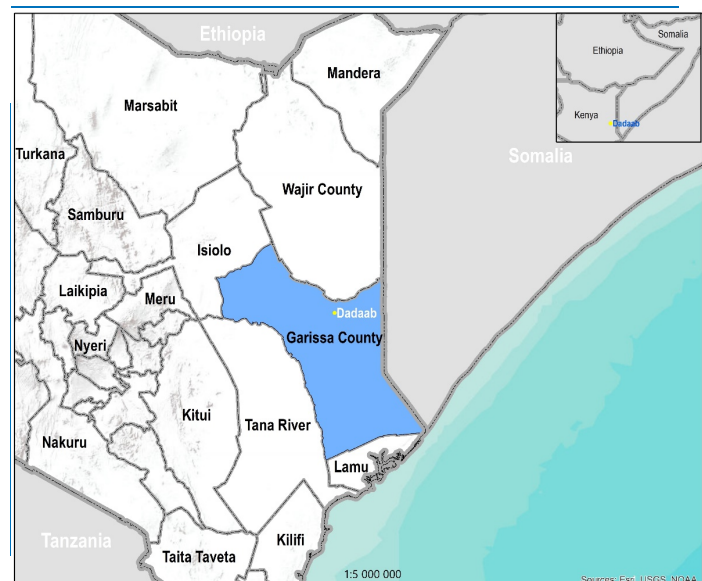 Ethiopia
Somalia
Ethiopia
Kenya
Dadaab
Mandera
Marsabit
Turkana
Somalia
Wajir County
Samburu
Isiolo
Laikipia
Meru
Dadaab
Garissa County
Nyeri
Kitui
Tana River
Nakuru
Lamu
Tanzania
Kilifi
Taita Taveta
1:5 000 000
Sources: Esri, USGS, NOAA